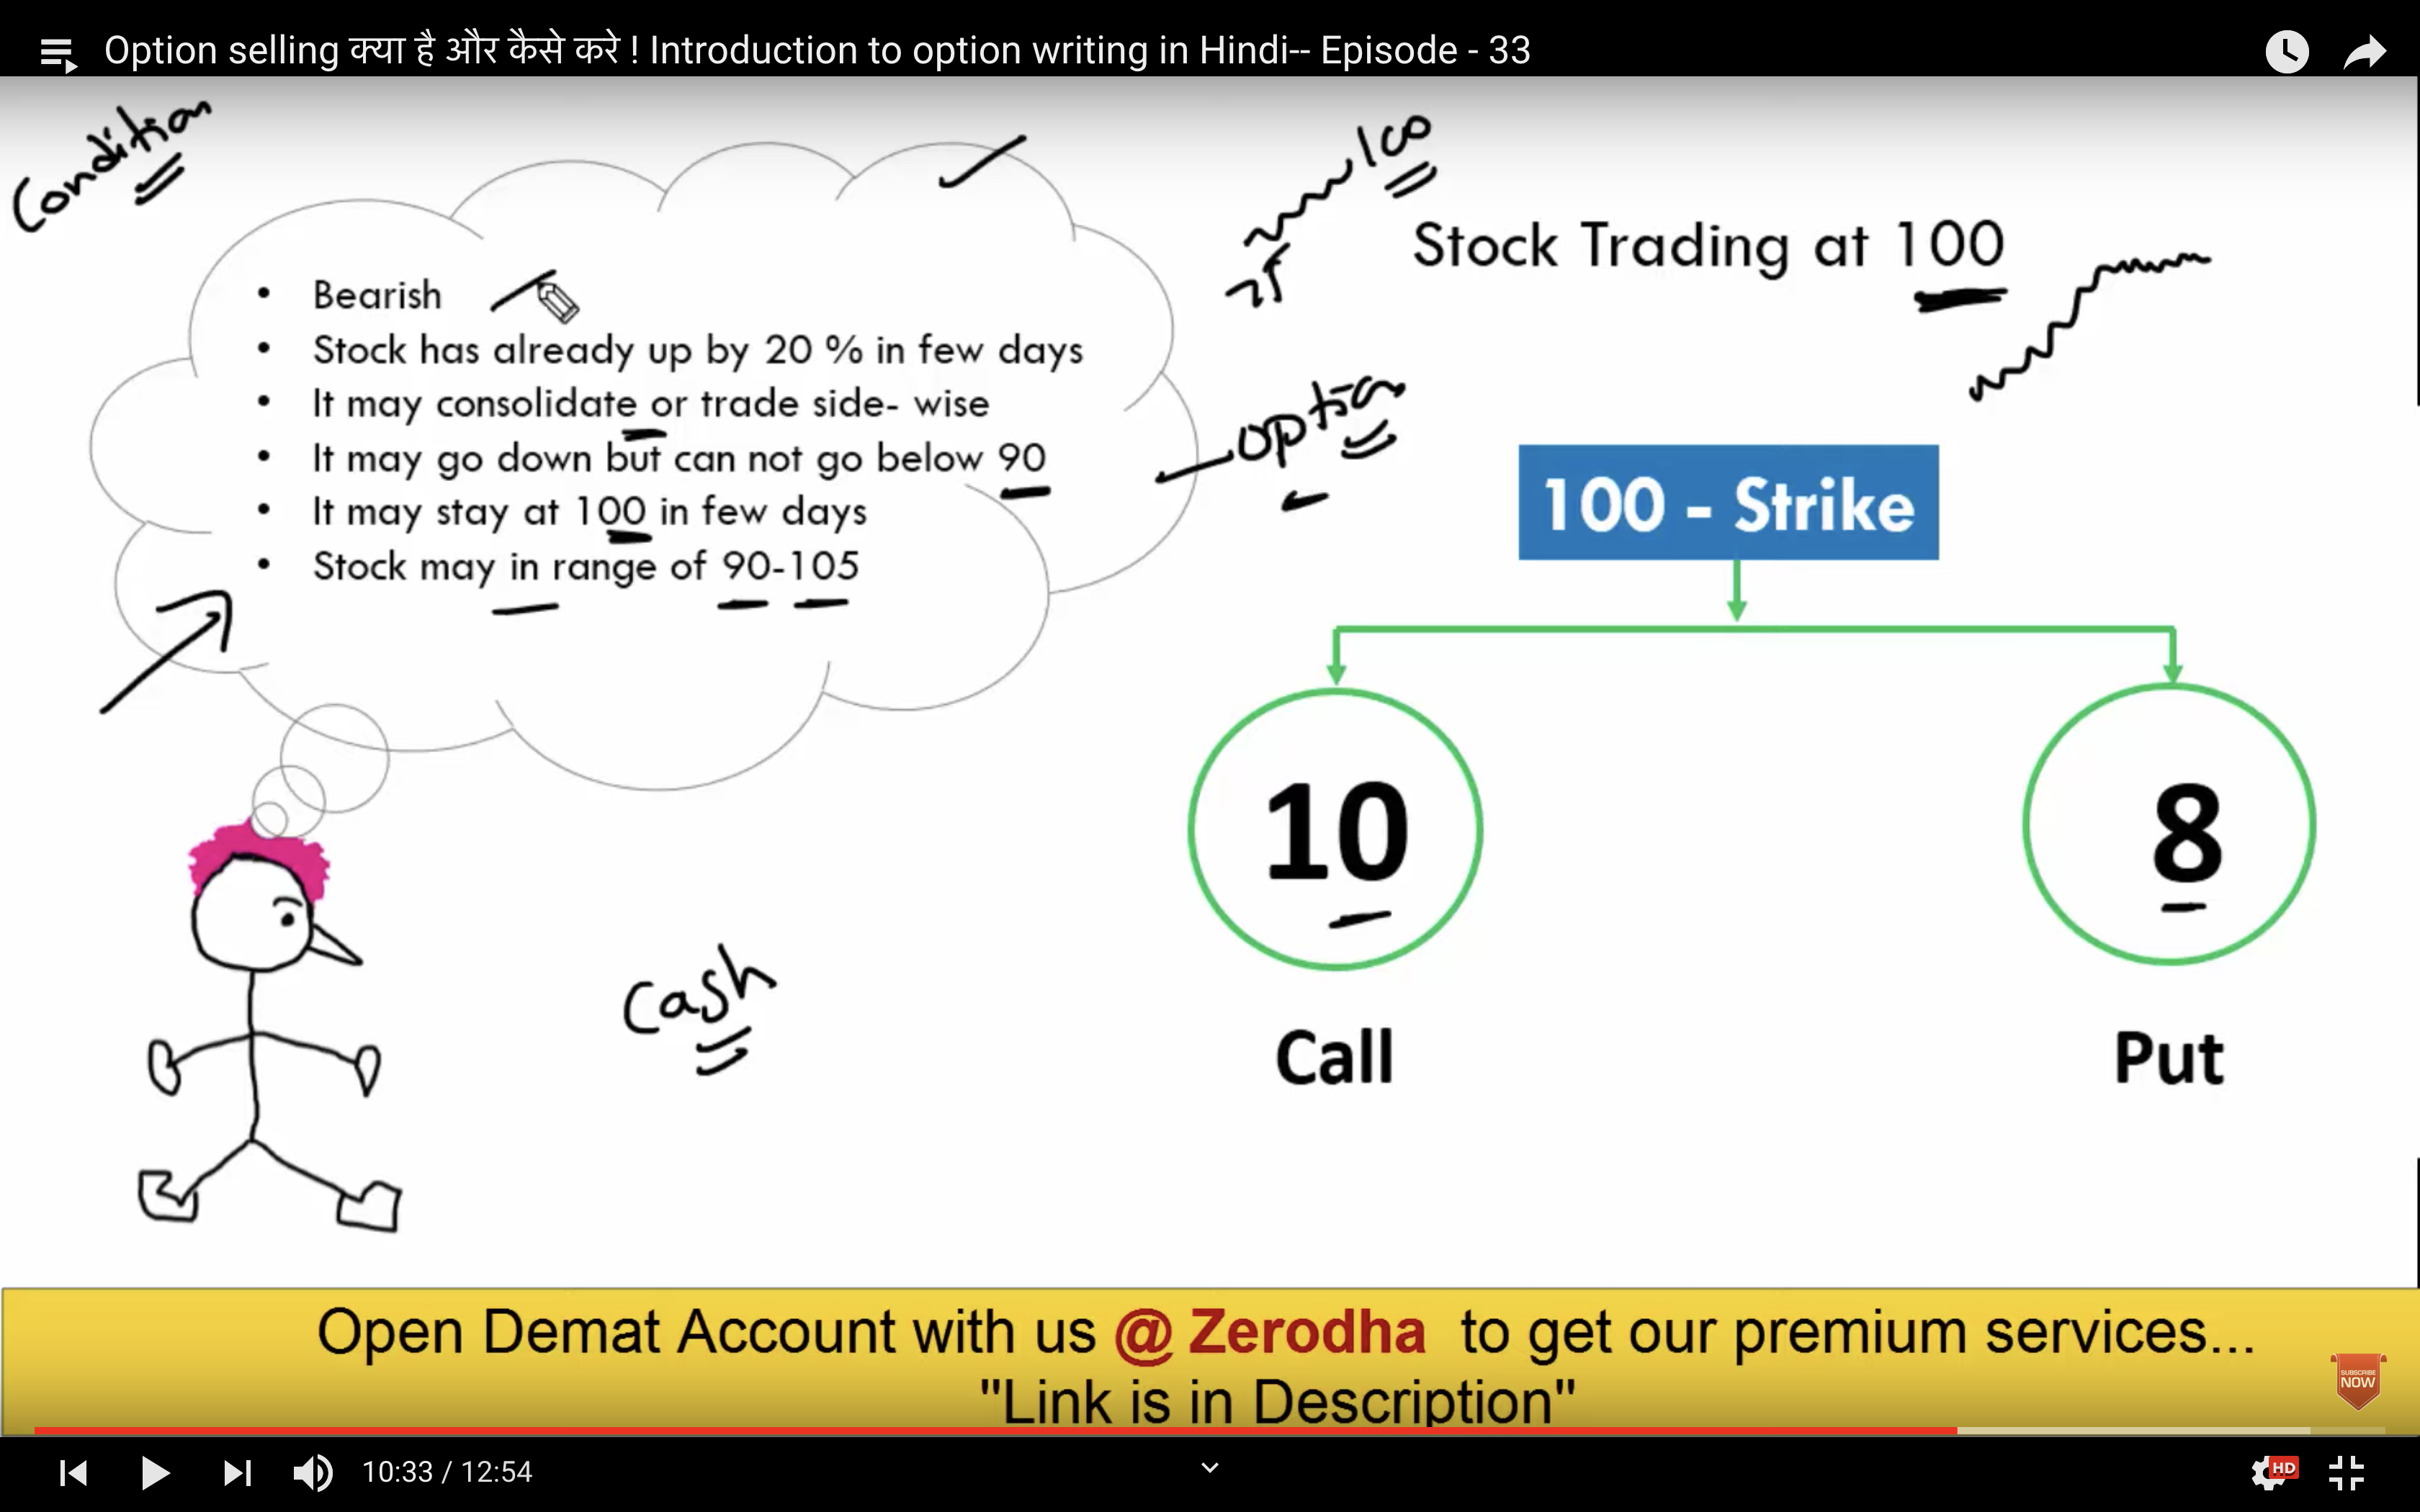 Option selling क्या है और कैसे करे ! Introduction to option writing in Hindi-- Episode - 33
Condition
100
75
Stock Trading at 100
• Bearish
• Stock has already up by 20 % in few days
• It may consolidate or trade side- wise
• It may go down but can not go below 90
• It may stay at 100 in few days
• Stock may in range of 90-105
option
100 - Strike
10
8
Cash
Call
Put
Open Demat Account with us @ Zerodha to get our premium services...
"Link is in Description"
SUBSCRIBE
NOW
10:33 / 12:54
HD